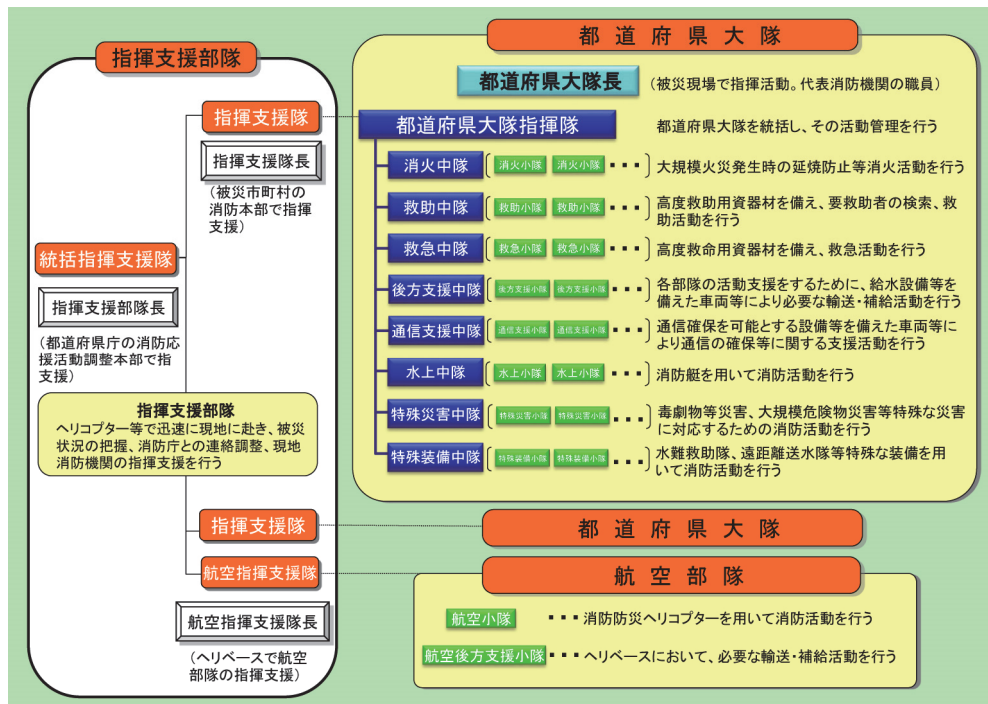 指揮支援部隊
指揮支援隊
指揮支援隊長
（被災市町村の
消防本部で指揮
支援）
統括指揮支援隊
指揮支援部隊長
（都道府県庁の消防応
援活動調整本部で指
支援）
指揮支援部隊
ヘリコプター等で迅速に現地に赴き、被災
状況の把握、消防庁との連絡調整、現地
消防機関の指揮支援を行う
指揮支援隊
航空指揮支援隊
航空指揮支援隊長
（ヘリベースで航空
部隊の指揮支援）
都道府県大隊
都道府県大隊長 （被災現場で指揮活動。代表消防機関の職員）
都道府県大隊指揮隊 都道府県大隊を統括し、その活動管理を行う
消火中隊 消火小隊 消火小隊 ･･･ 大規模火災発生時の延焼防止等消火活動を行う
救助中隊 救助小隊 救助小隊 ･･･ 高度救助用資器材を備え、要救助者の検索、救
助活動を行う
救急中隊 救急小隊 救急小隊 ･･･ 高度救命用資器材を備え、救急活動を行う
後方支援中隊 後方支援小隊 後方支援小隊 ･･･ 各部隊の活動支援をするために、給水設備等を
備えた車両等により必要な輸送･補給活動を行う
通信支援中隊 通信支援小隊 通信支援小隊 ･･･ 通信確保を可能とする設備等を備えた車両等に
より通信の確保等に関する支援活動を行う
水上中隊 水上小隊 水上小隊 ･･･ 消防艇を用いて消防活動を行う
特殊災害中隊 特殊災害小隊 特殊災害小隊 ･･･ 毒劇物等災害、大規模危険物災害等特殊な災害
に対応するための消防活動を行う
特殊装備中隊 特殊装備小隊 特殊装備小隊 ･･･ 水難救助隊、遠距離送水隊等特殊な装備を用
いて消防活動を行う
都道府県大隊
航空部隊
航空小隊 ･･･消防防災ヘリコプターを用いて消防活動を行う
航空後方支援小隊 ･･･ヘリベースにおいて、必要な輸送･補給活動を行う